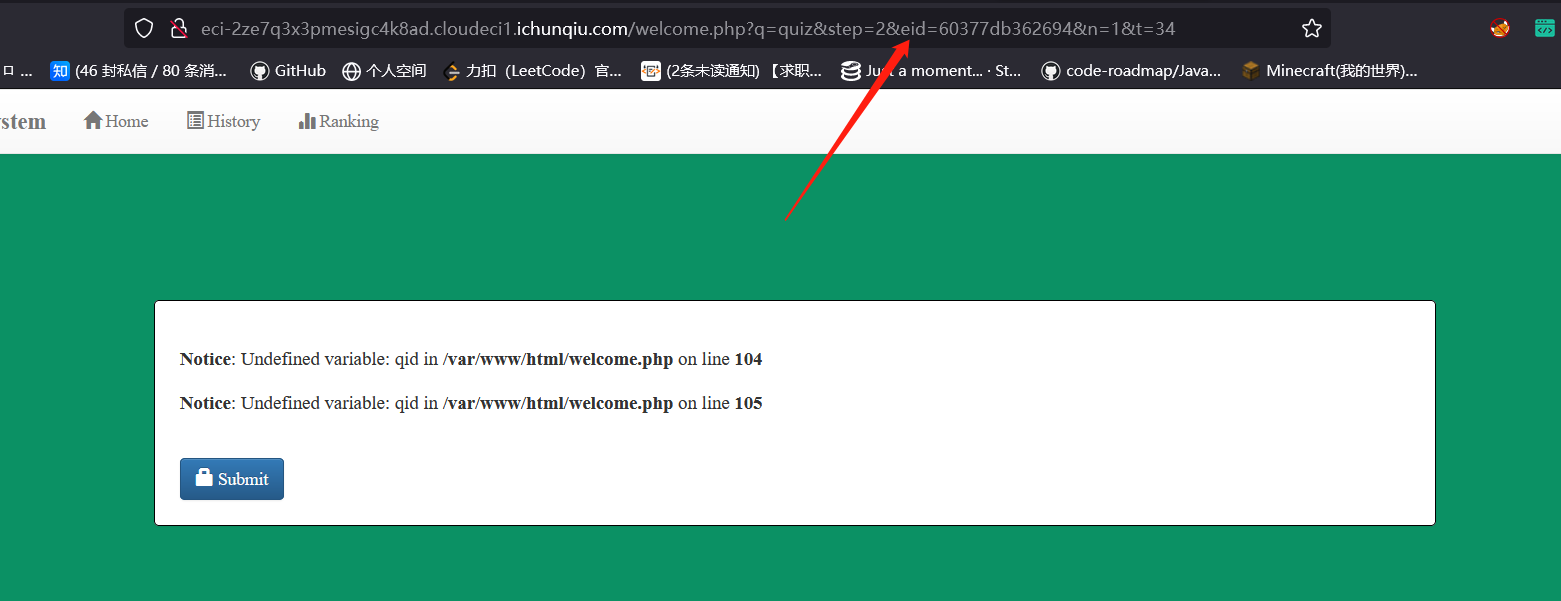 eci-2ze7q3x3pmesigc4k8ad.cloudeci1.ichunqiu.com/welcome.php?q=quiz&step=2&eid=60377db362694&n=1&t=34
... 知 (46 封私信 / 80 条消... GitHub 个人空间 力扣（LeetCode）官... (2条未读通知) 【求职... Just a moment... · St... code-roadmap/Java... Minecraft(我的世界)...
stem Home History Ranking
Notice: Undefined variable: qid in /var/www/html/welcome.php on line 104
Notice: Undefined variable: qid in /var/www/html/welcome.php on line 105
Submit